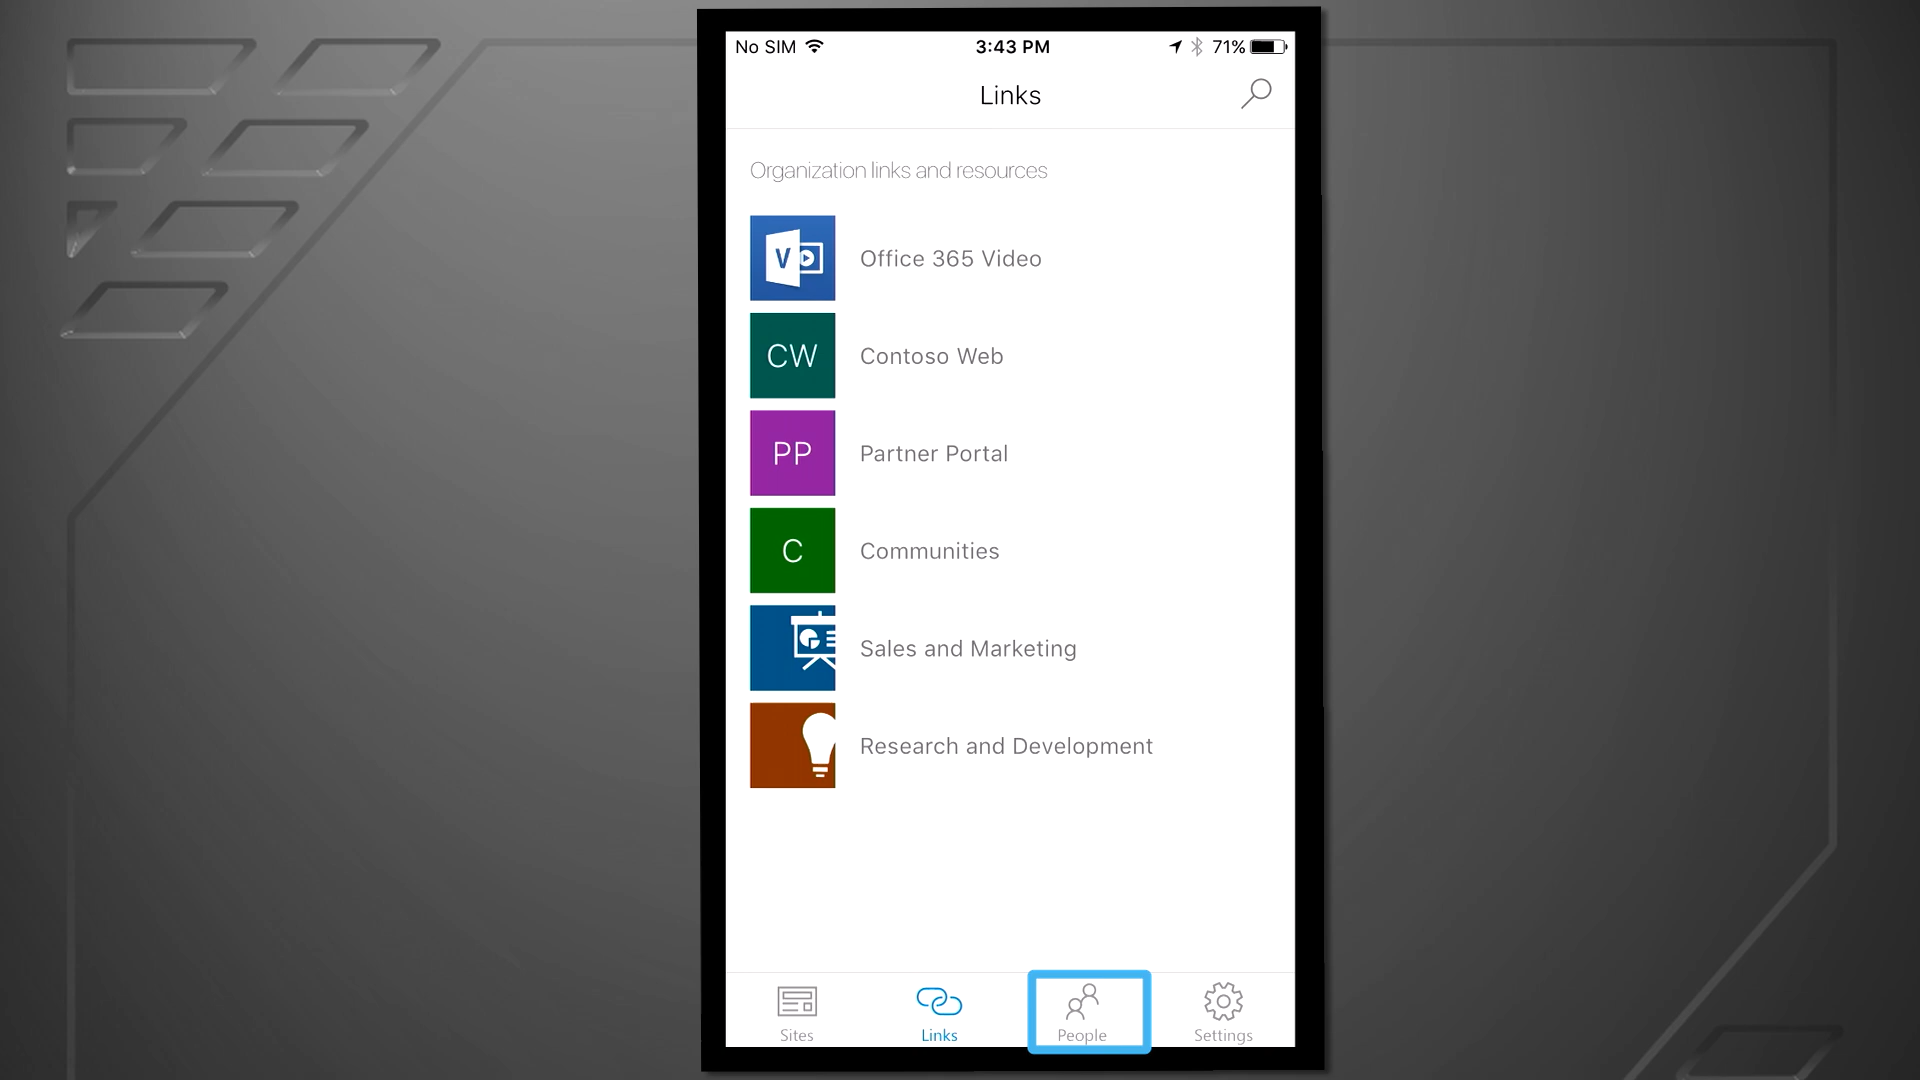 No SIM 3:43 PM 71%
Links
Organization links and resources
V Office 365 Video
CW Contoso Web
PP Partner Portal
C Communities
Sales and Marketing
Research and Development
Sites Links People Settings